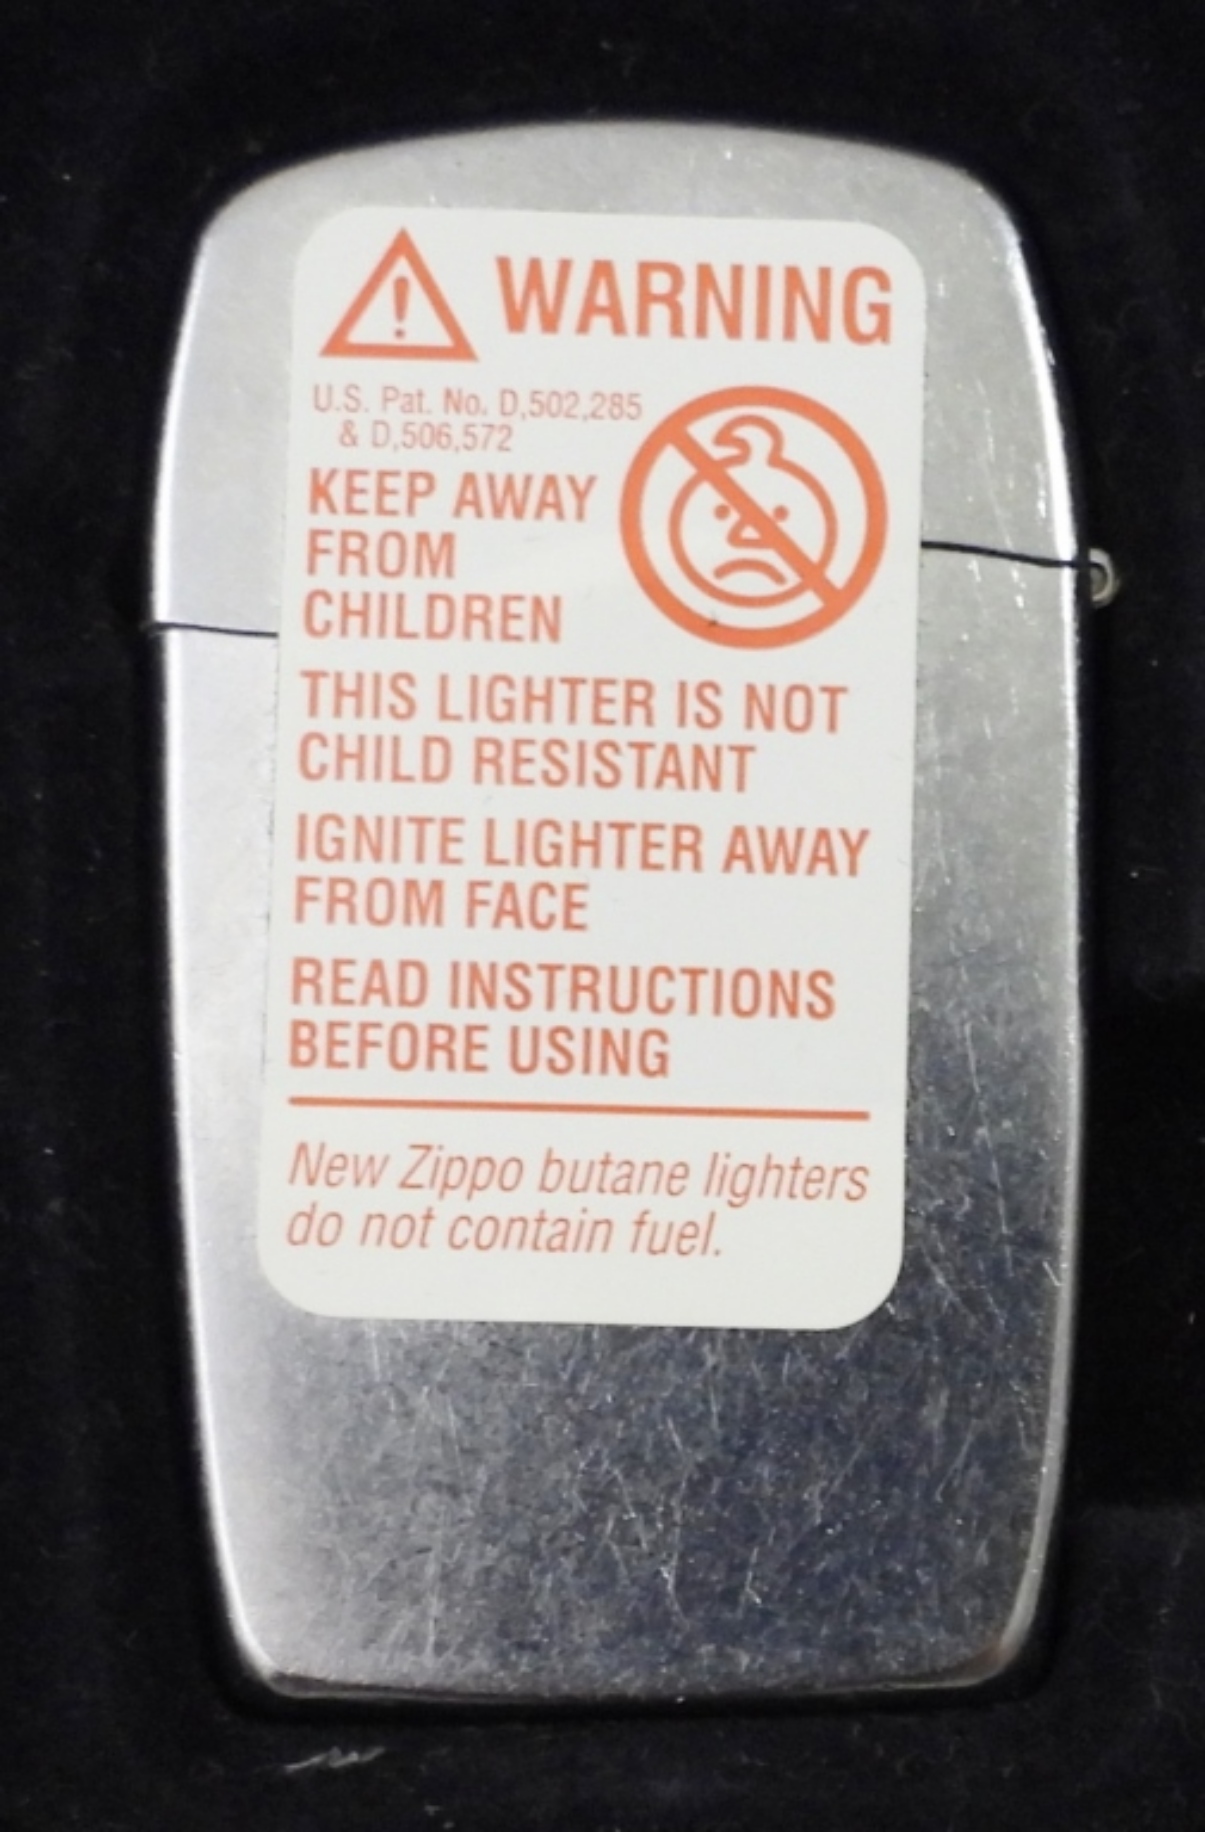 WARNING
U.S. Pat. No. D,502,285
& D,506,572
KEEP AWAY
FROM
CHILDREN
THIS LIGHTER IS NOT
CHILD RESISTANT
IGNITE LIGHTER AWAY
FROM FACE
READ INSTRUCTIONS
BEFORE USING
New Zippo butane lighters
do not contain fuel.